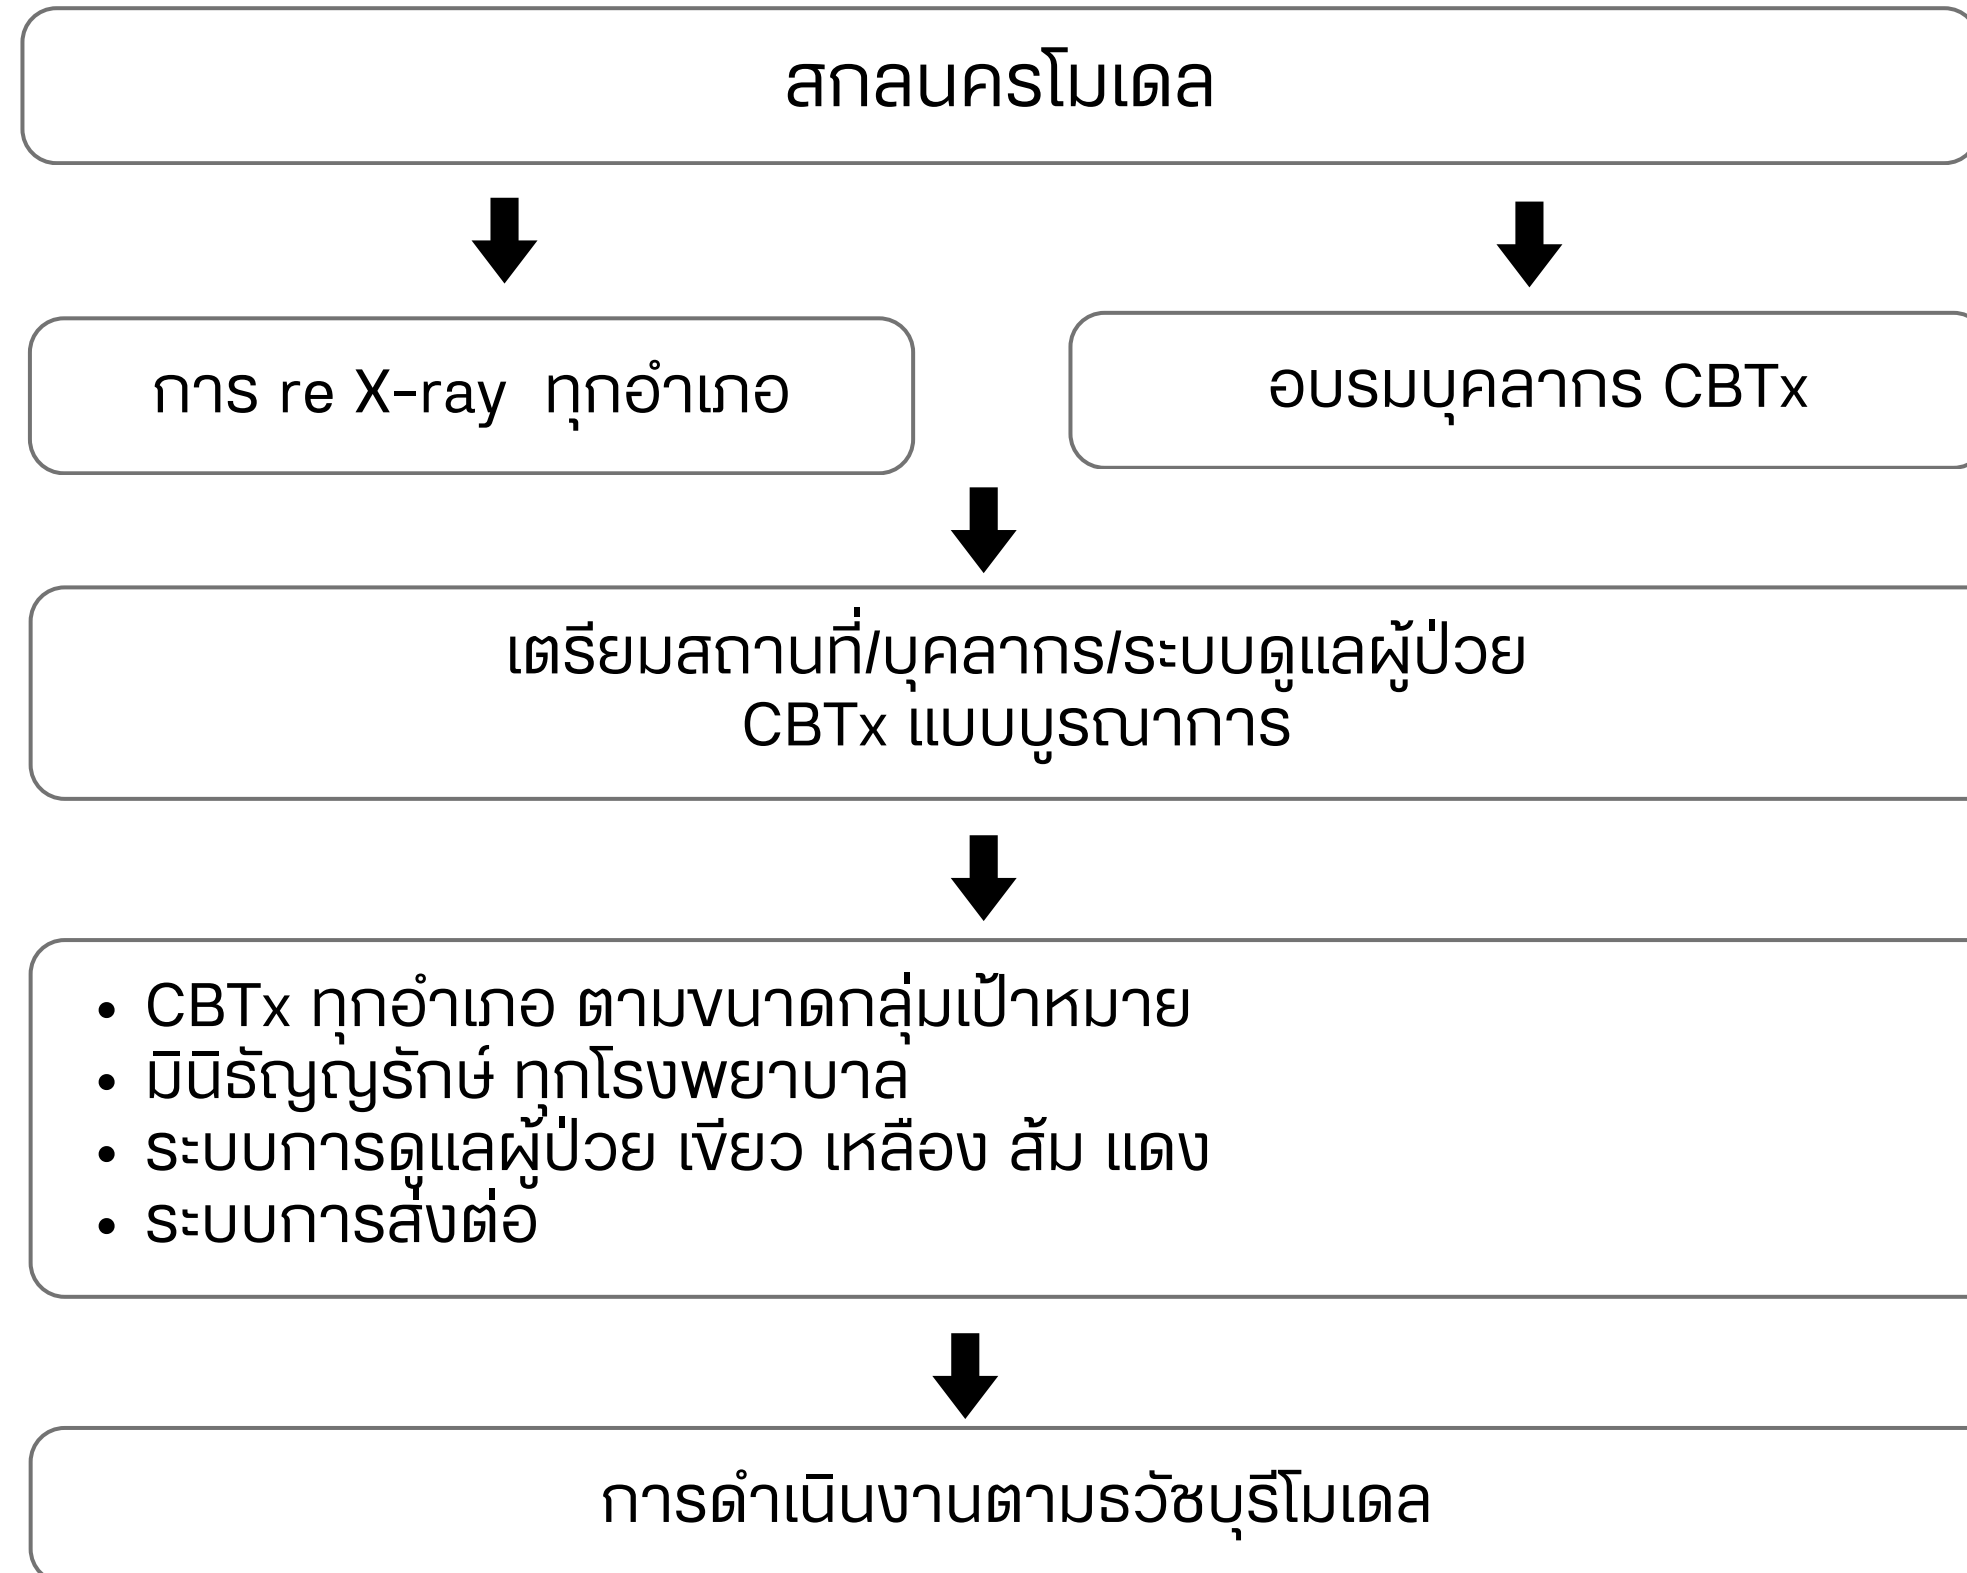 สกลนครโมเดล
การ re X-ray ทุกอำเภอ
อบรมบุคลากร CBTx
เตรียมสถานที่/บุคลากร/ระบบดูแลผู้ป่วย
CBTx แบบบูรณาการ
• CBTx ทุกอำเภอ ตามขนาดกลุ่มเป้าหมาย
• มินิธัญญรักษ์ ทุกโรงพยาบาล
• ระบบการดูแลผู้ป่วย เขียว เหลือง ส้ม แดง
• ระบบการส่งต่อ
การดำเนินงานตามธวัชบุรีโมเดล